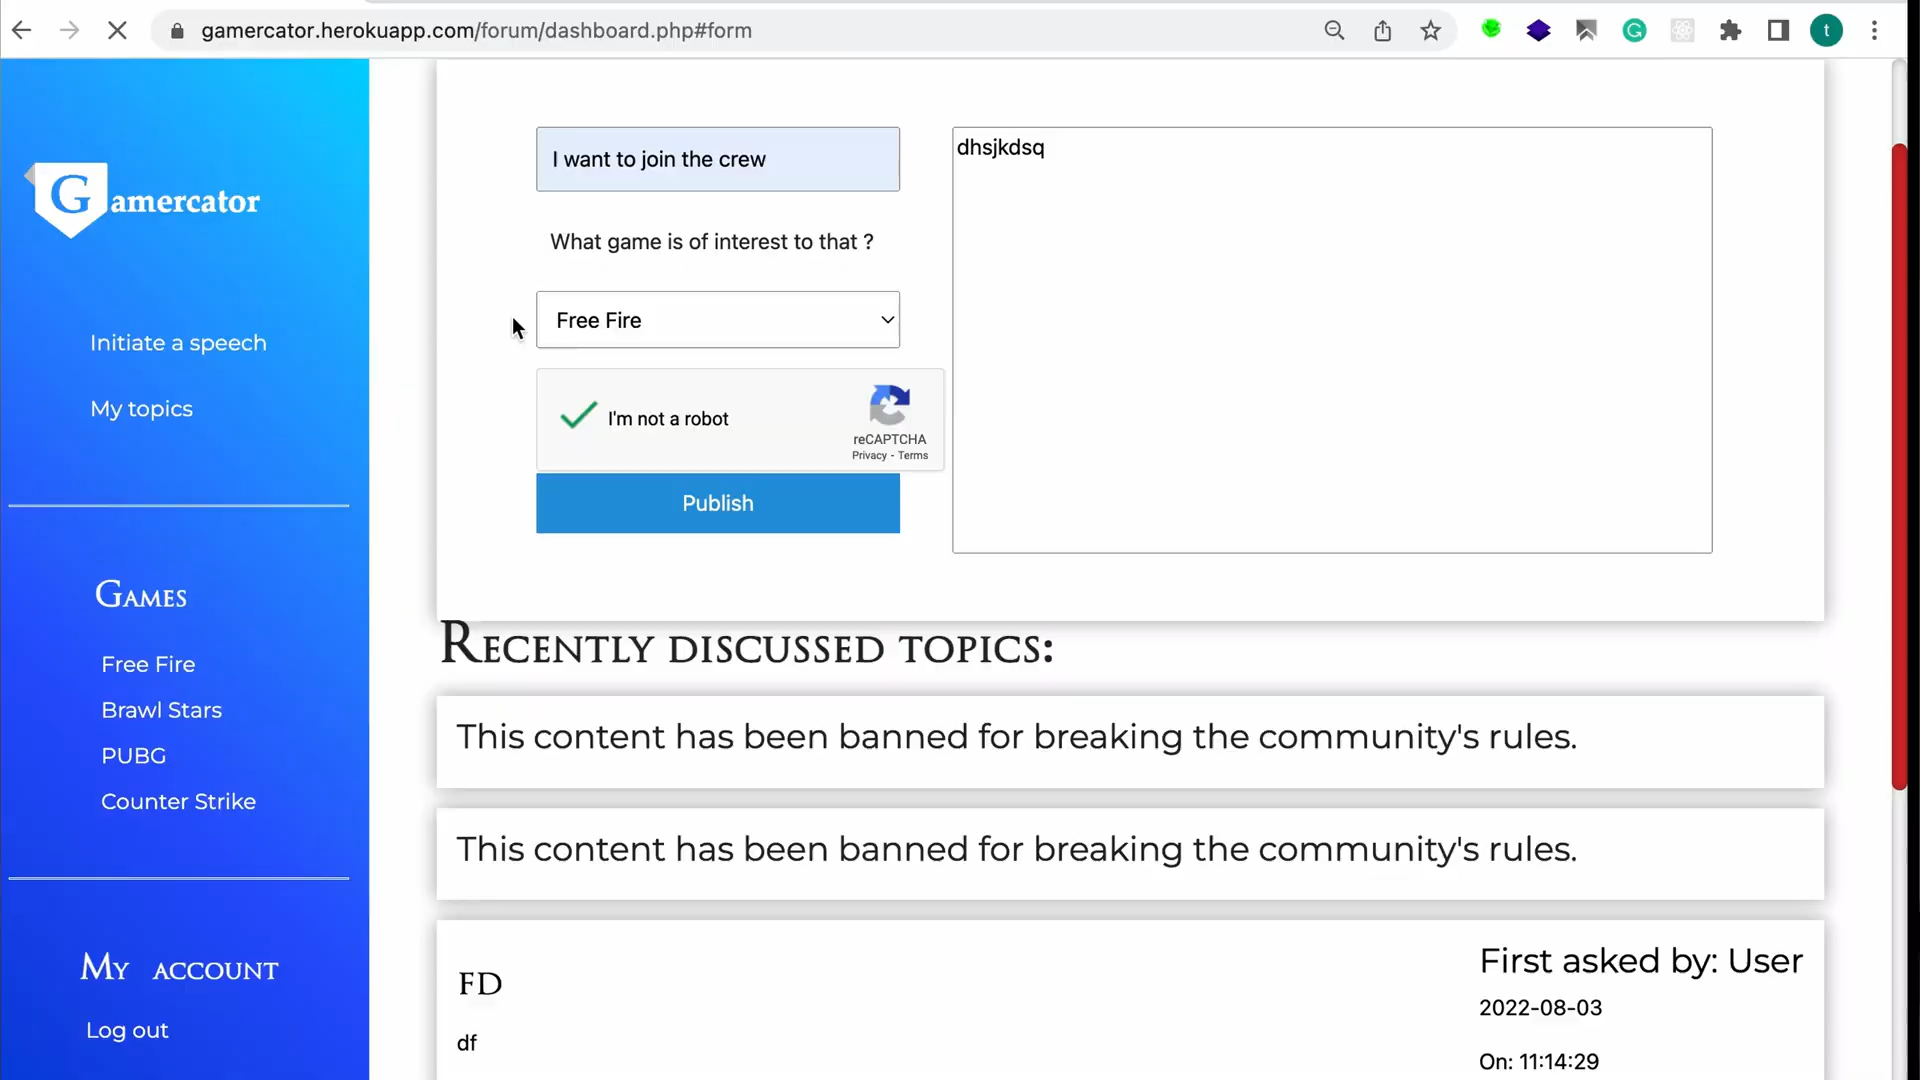 gamercator.herokuapp.com/forum/dashboard.php#form
G
t
Gamercator
Initiate a speech
My topics
Games
Free Fire
Brawl Stars
PUBG
Counter Strike
My account
Log out
I want to join the crew
What game is of interest to that ?
Free Fire
I'm not a robot
reCAPTCHA
Privacy - Terms
Publish
dhsjkdsq
Recently discussed topics:
This content has been banned for breaking the community's rules.
This content has been banned for breaking the community's rules.
FD
df
First asked by: User
2022-08-03
On: 11:14:29